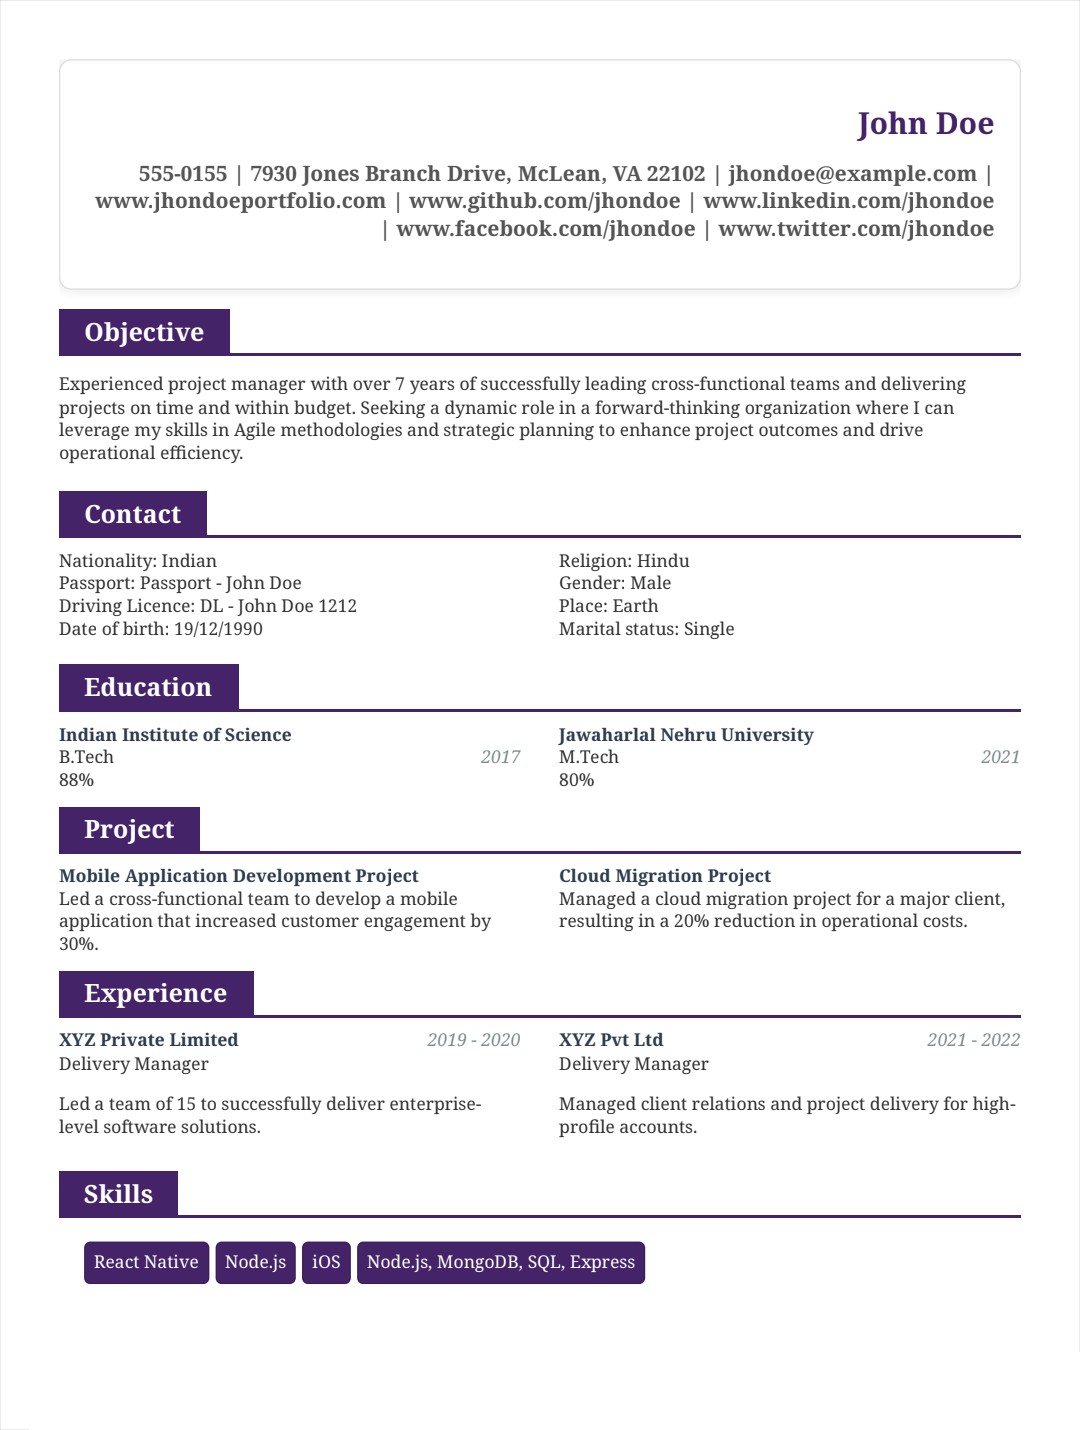 John Doe
555-0155 | 7930 Jones Branch Drive, McLean, VA 22102 | jhondoe@example.com |
www.jhondoeportfolio.com | www.github.com/jhondoe | www.linkedin.com/jhondoe
| www.facebook.com/jhondoe | www.twitter.com/jhondoe
Objective
Experienced project manager with over 7 years of successfully leading cross-functional teams and delivering
projects on time and within budget. Seeking a dynamic role in a forward-thinking organization where I can
leverage my skills in Agile methodologies and strategic planning to enhance project outcomes and drive
operational efficiency.
Contact
Nationality: Indian
Passport: Passport - John Doe
Driving Licence: DL - John Doe 1212
Date of birth: 19/12/1990
Religion: Hindu
Gender: Male
Place: Earth
Marital status: Single
Education
Indian Institute of Science
B.Tech 2017
88%
Jawaharlal Nehru University
M.Tech 2021
80%
Project
Mobile Application Development Project
Led a cross-functional team to develop a mobile
application that increased customer engagement by
30%.
Cloud Migration Project
Managed a cloud migration project for a major client,
resulting in a 20% reduction in operational costs.
Experience
XYZ Private Limited 2019 - 2020
Delivery Manager
Led a team of 15 to successfully deliver enterprise-
level software solutions.
XYZ Pvt Ltd 2021 - 2022
Delivery Manager
Managed client relations and project delivery for high-
profile accounts.
Skills
React Native Node.js iOS Node.js, MongoDB, SQL, Express